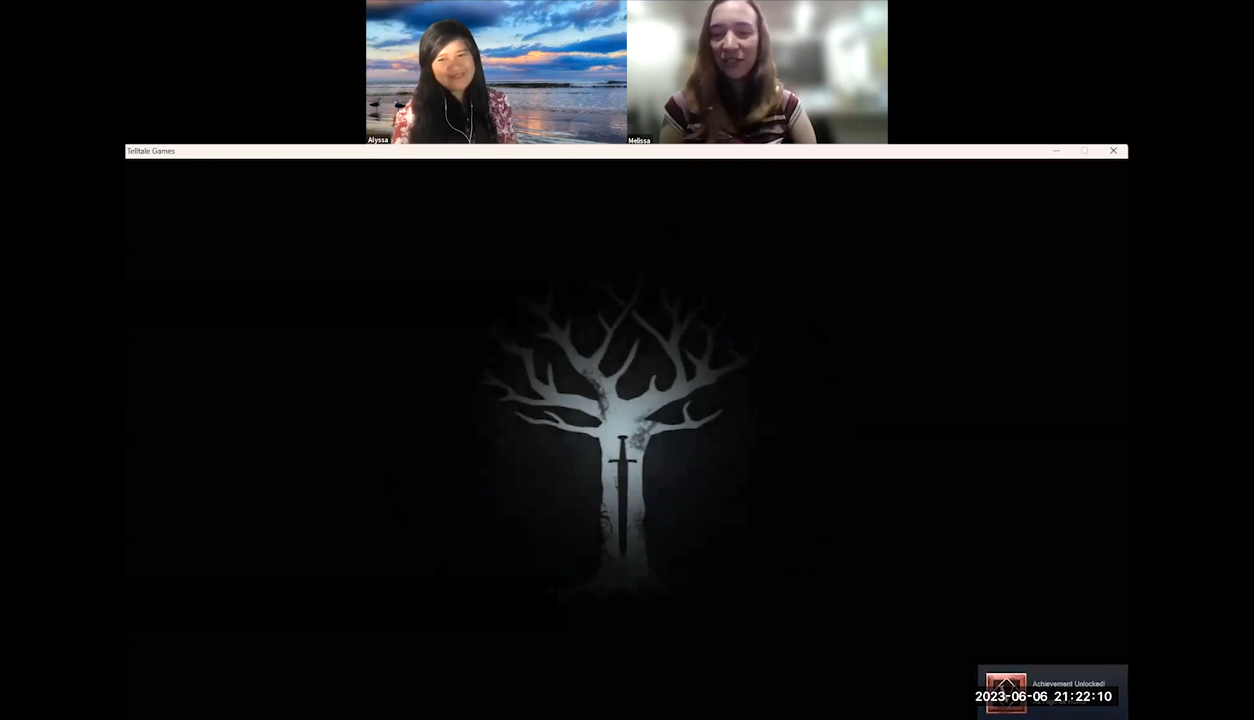 Alyssa
Melissa
Telltale Games
Achievement Unlocked!
2023-06-06 21:22:10